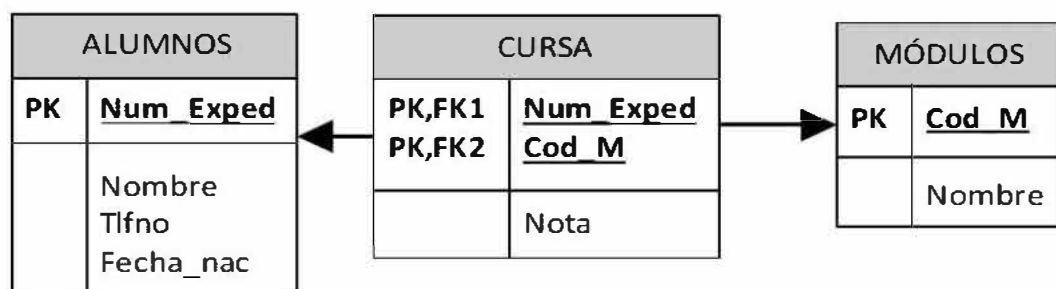 ALUMNOS
PK Num_Exped
Nombre
Tlfno
Fecha_nac
CURSA
PK,FK1 Num_Exped
PK,FK2 Cod_M
Nota
MÓDULOS
PK Cod_M
Nombre